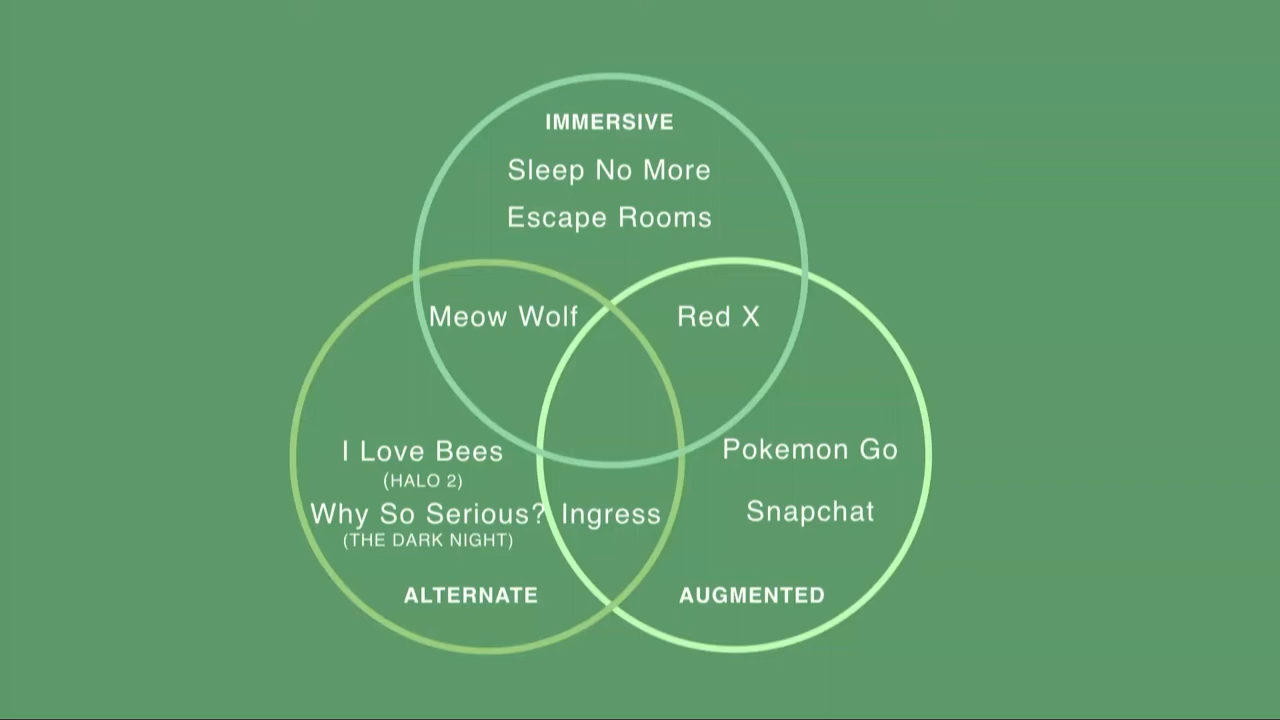 IMMERSIVE
Sleep No More
Escape Rooms
Meow Wolf
Red X
I Love Bees
(HALO 2)
Why So Serious?
(THE DARK NIGHT)
Ingress
Pokemon Go
Snapchat
ALTERNATE
AUGMENTED